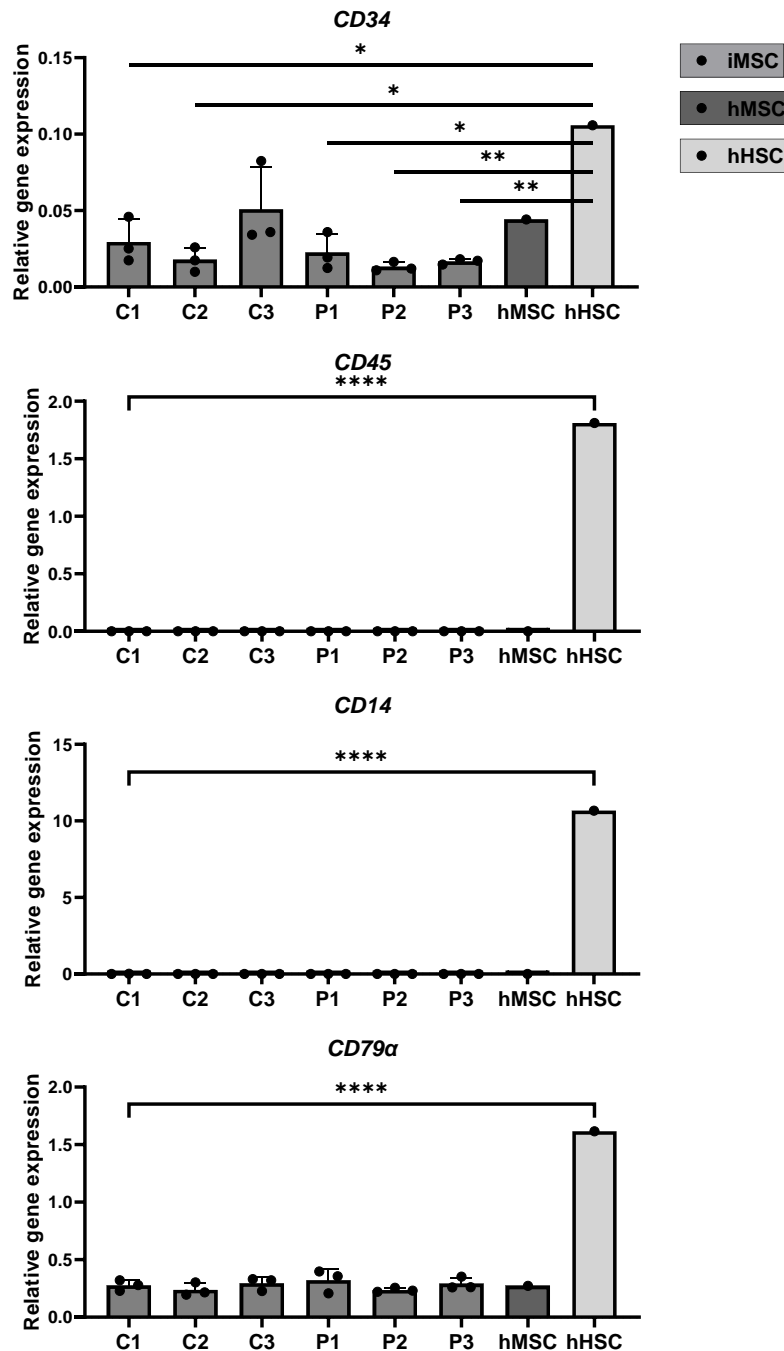 CD34
Relative gene expression
0.15
0.10
0.05
0.00
*
*
*
**
**
C1 C2 C3 P1 P2 P3 hMSC hHSC
iMSC
hMSC
hHSC
CD45
Relative gene expression
****
2.0
1.5
1.0
0.5
0.0
C1 C2 C3 P1 P2 P3 hMSC hHSC
CD14
Relative gene expression
****
15
10
5
0
C1 C2 C3 P1 P2 P3 hMSC hHSC
CD79α
Relative gene expression
****
2.0
1.5
1.0
0.5
0.0
C1 C2 C3 P1 P2 P3 hMSC hHSC